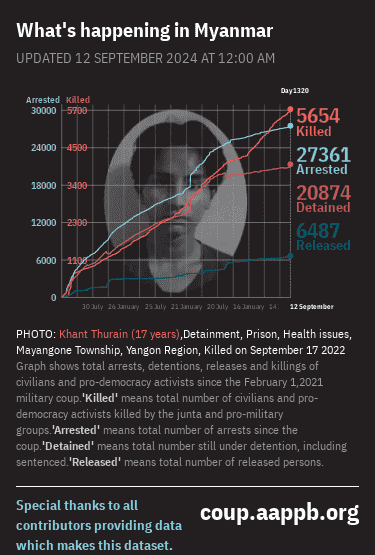 What's happening in Myanmar
UPDATED 12 SEPTEMBER 2024 AT 12:00 AM
Day1320
Arrested Killed
30000 5700
24000 4500
18000 3400
12000 2300
6000 1100
0
5654
Killed
27361
Arrested
20874
Detained
6487
Released
30 July 26 January 25 July 21 January 20 July 16 January 14 12 September
PHOTO: Khant Thurain (17 years),Detainment, Prison, Health issues,
Mayangone Township, Yangon Region, Killed on September 17 2022
Graph shows total arrests, detentions, releases and killings of
civilians and pro-democracy activists since the February 1,2021
military coup.'Killed' means total number of civilians and pro-
democracy activists killed by the junta and pro-military
groups.'Arrested' means total number of arrests since the
coup.'Detained' means total number still under detention, including
sentenced.'Released' means total number of released persons.
Special thanks to all
contributors providing data
which makes this dataset.
coup.aappb.org